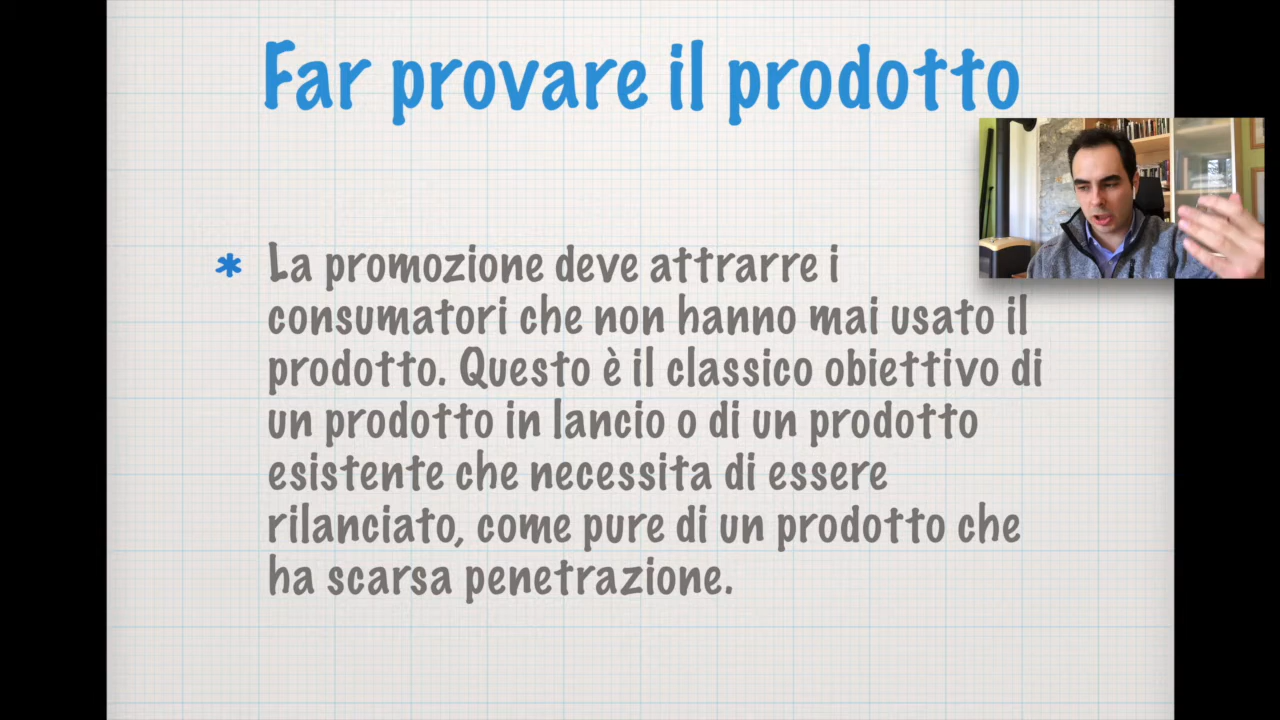 Far provare il prodotto
* La promozione deve attrarre i
consumatori che non hanno mai usato il
prodotto. Questo è il classico obiettivo di
un prodotto in lancio o di un prodotto
esistente che necessita di essere
rilanciato, come pure di un prodotto che
ha scarsa penetrazione.